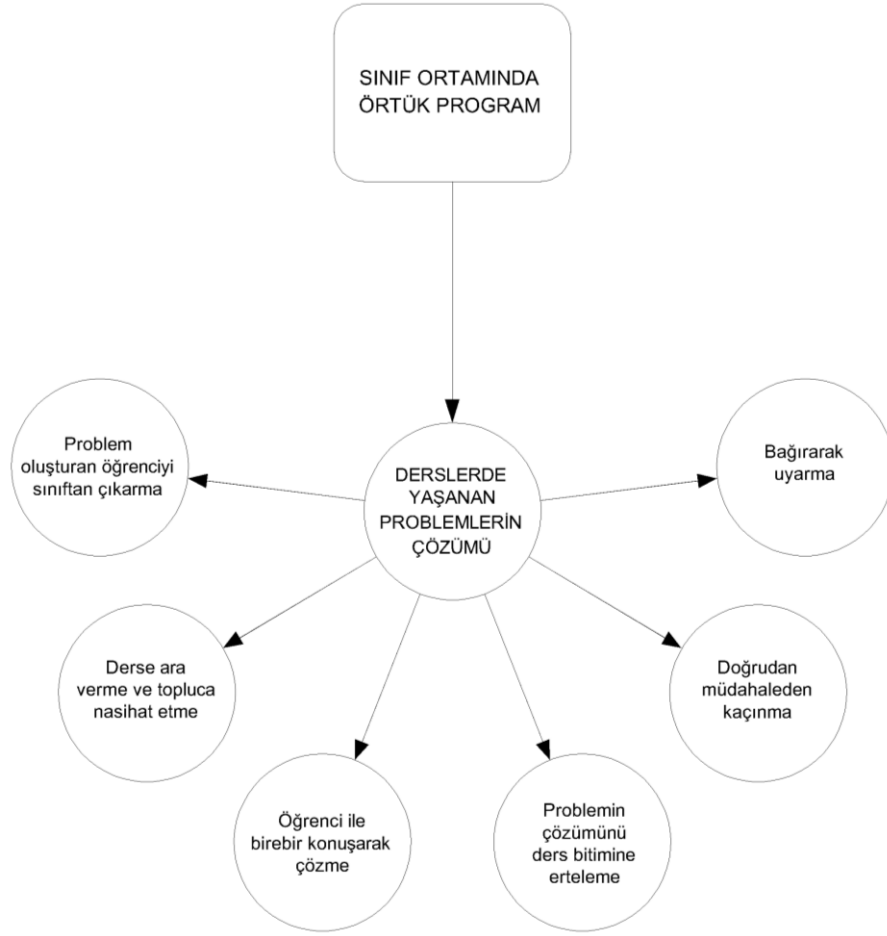 SINIF ORTAMINDA
ÖRTÜK PROGRAM
Problem
oluşturan öğrenciyi
sınıftan çıkarma
DERSLERDE
YAŞANAN
PROBLEMLERİN
ÇÖZÜMÜ
Bağırarak
uyarma
Derse ara
verme ve topluca
nasihat etme
Doğrudan
müdahaleden
kaçınma
Öğrenci ile
birebir konuşarak
çözme
Problemin
çözümünü
ders bitimine
erteleme